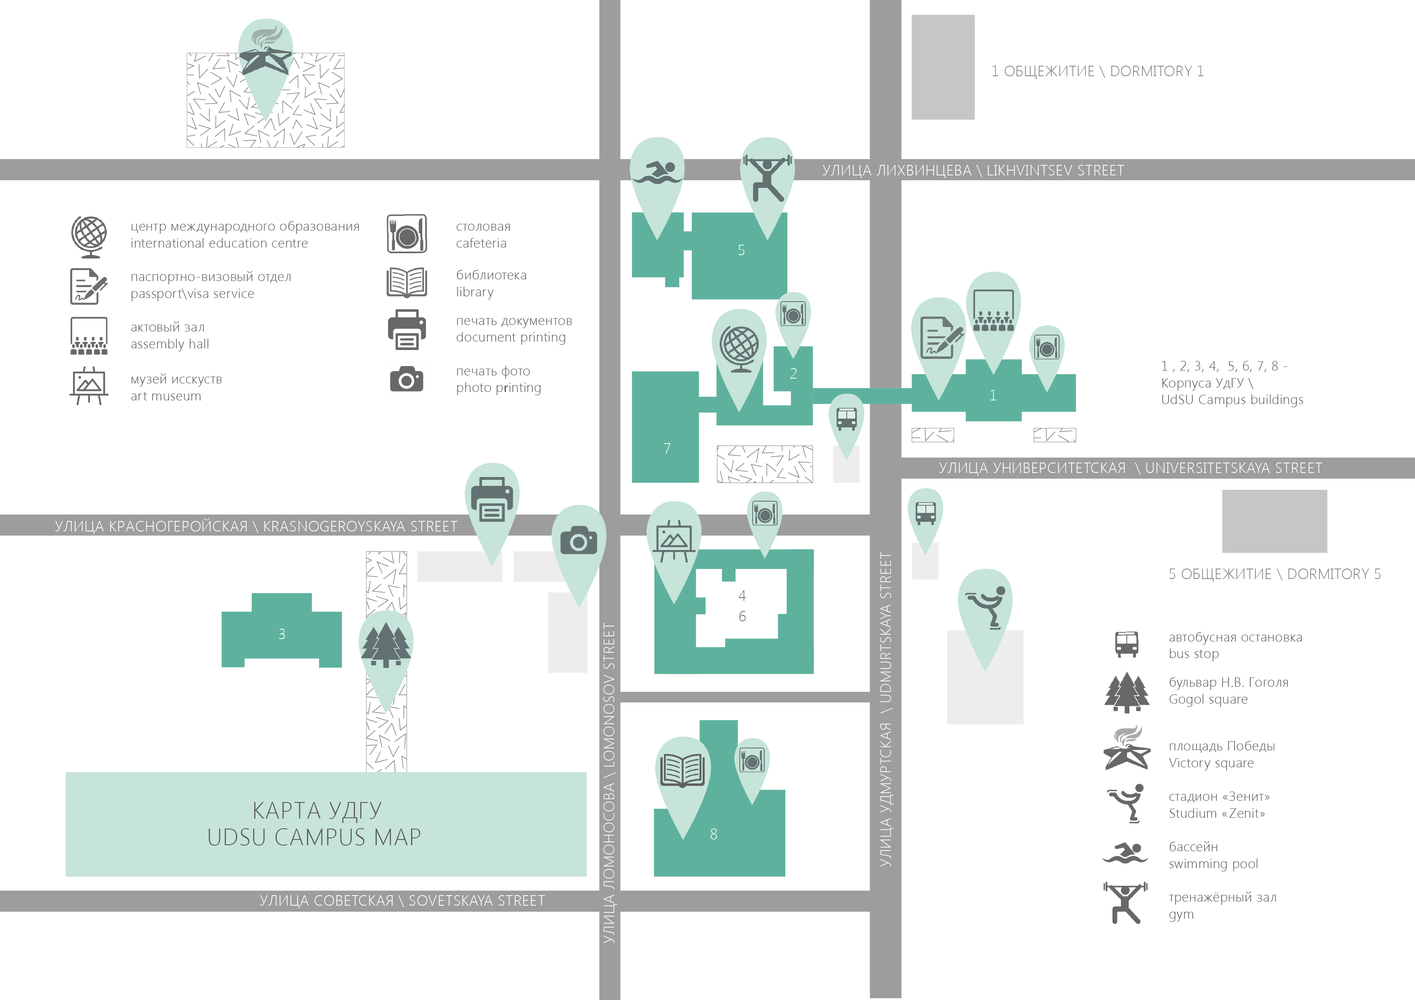 1 ОБЩЕЖИТИЕ \ DORMITORY 1
УЛИЦА ЛИХВИНЦЕВА \ LIKHVINTSEV STREET
центр международного образования
international education centre
паспортно-визовый отдел
passport\visa service
актовый зал
assembly hall
музей исскуств
art museum
столовая
cafeteria
библиотека
library
печать документов
document printing
печать фото
photo printing
5
2
7
1
1 , 2, 3, 4, 5, 6, 7, 8 -
Корпуса УдГУ \
UdSU Campus buildings
УЛИЦА УНИВЕРСИТЕТСКАЯ \ UNIVERSITETSKAYA STREET
УЛИЦА КРАСНОГЕРОЙСКАЯ \ KRASNOGEROYSKAYA STREET
3
4
6
8
УЛИЦА ЛОМОНОСОВА \ LOMONOSOV STREET
УЛИЦА УДМУРТСКАЯ \ UDMURTSKAYA STREET
5 ОБЩЕЖИТИЕ \ DORMITORY 5
автобусная остановка
bus stop
бульвар Н.В. Гоголя
Gogol square
площадь Победы
Victory square
стадион «Зенит»
Studium «Zenit»
бассейн
swimming pool
тренажёрный зал
gym
КАРТА УДГУ
UDSU CAMPUS MAP
УЛИЦА СОВЕТСКАЯ \ SOVETSKAYA STREET